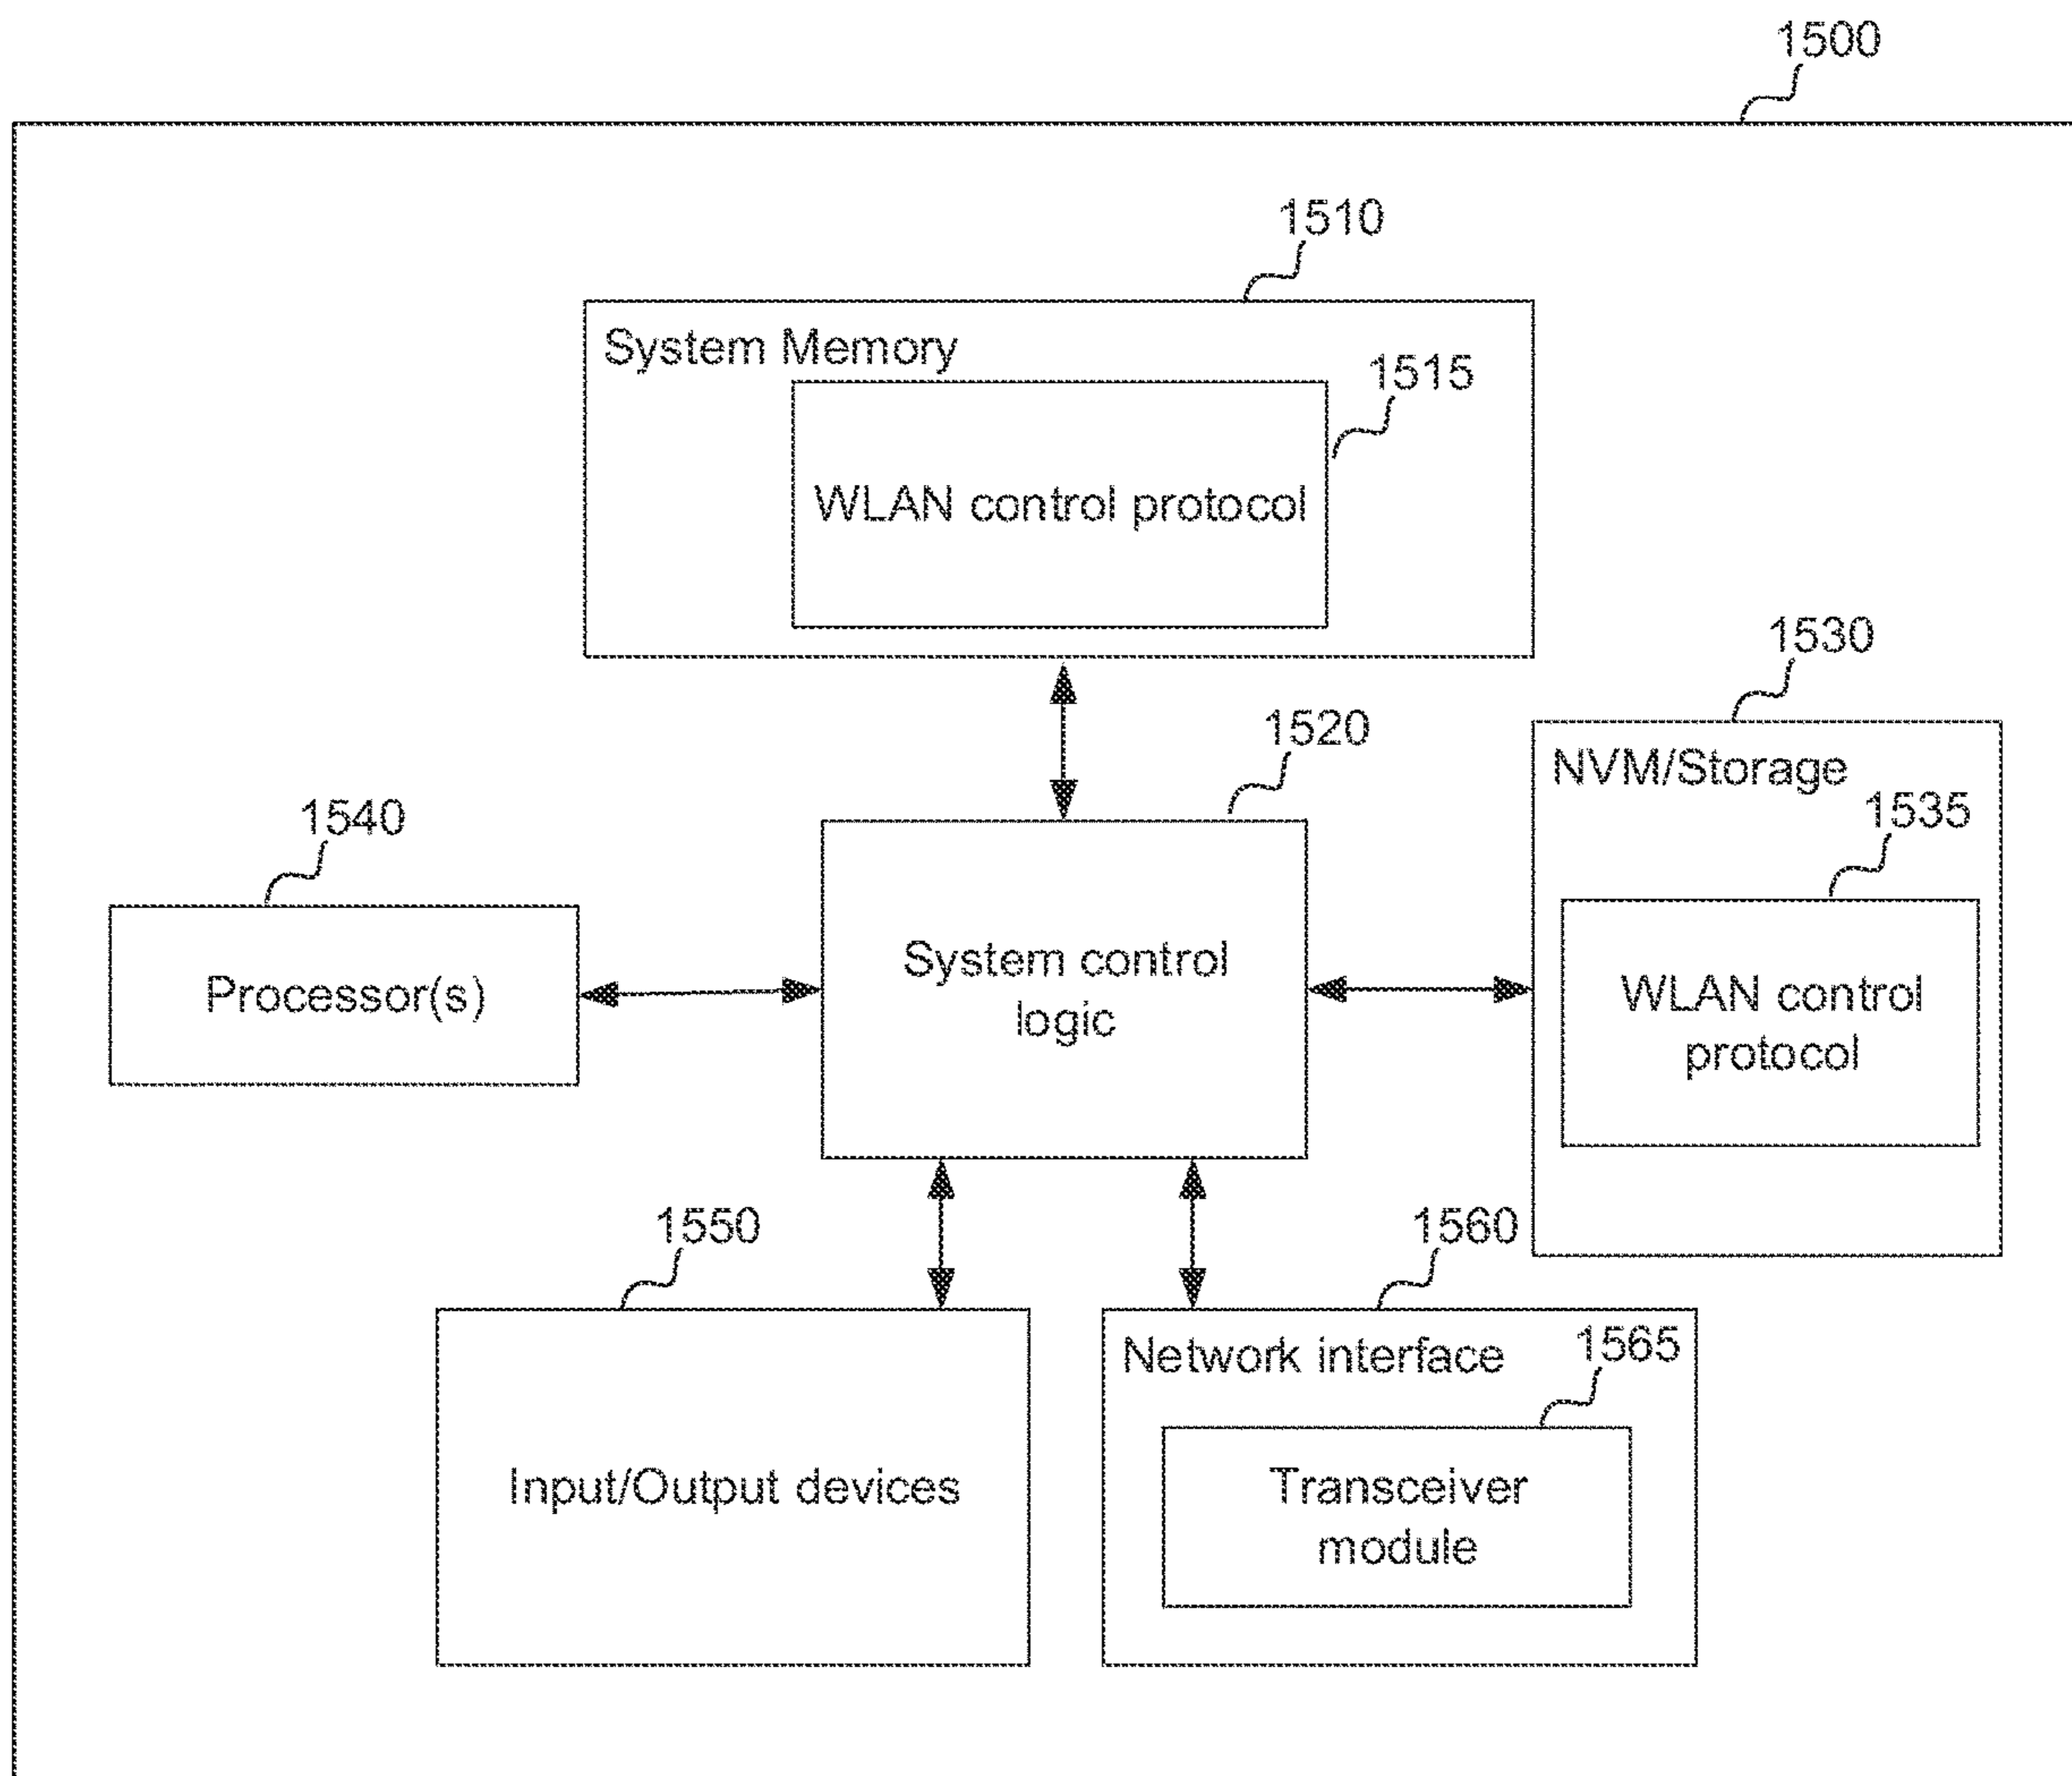 1500
1510
System Memory
1515
WLAN control protocol
1530
1520
NVM/Storage
1540
1535
System control
logic
Processor(s)
WLAN control
protocol
1550
1560
Network interface
1565
Input/Output devices
Transceiver
module